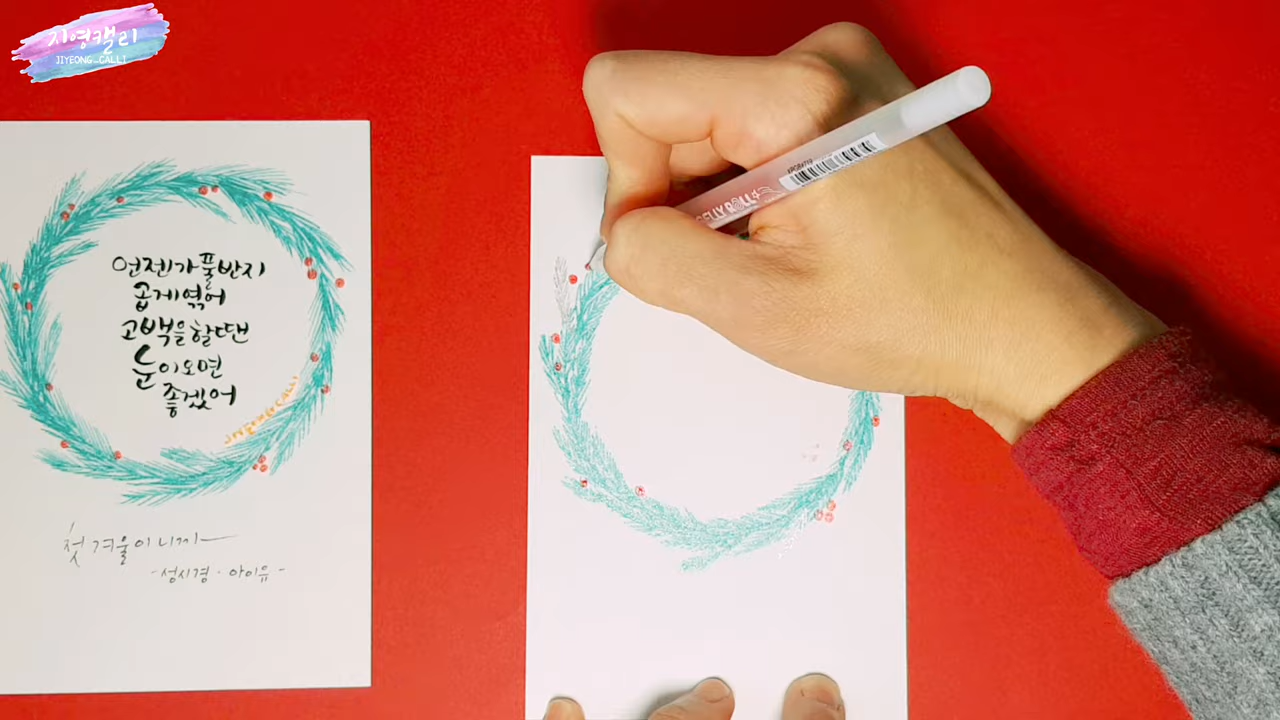 지영캘리
JIYEONG_CALLI
언젠가 풀반지
곱게 엮어
고백을 할 땐
눈이 오면
좋겠어
JIYEONG CALLI
첫 겨울이니까
-성시경·아이유-
GELLY ROLL